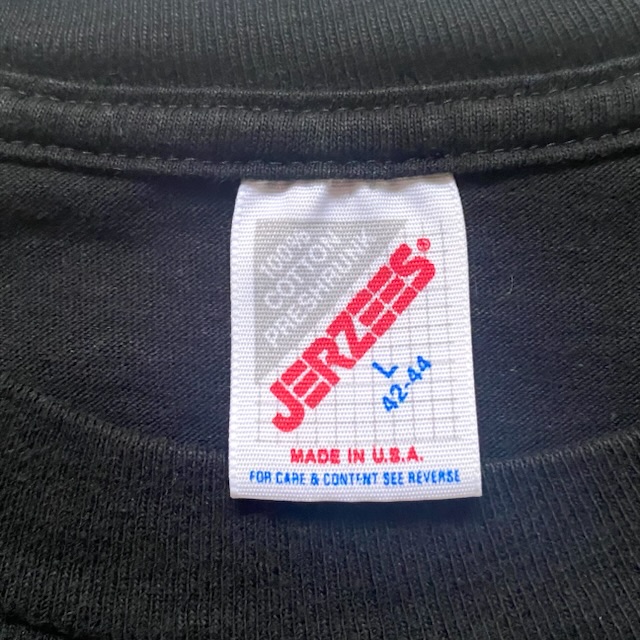 100%
COTTON
PRESHRUNK
JERZEES®
L
42-44
MADE IN U.S.A.
FOR CARE & CONTENT SEE REVERSE